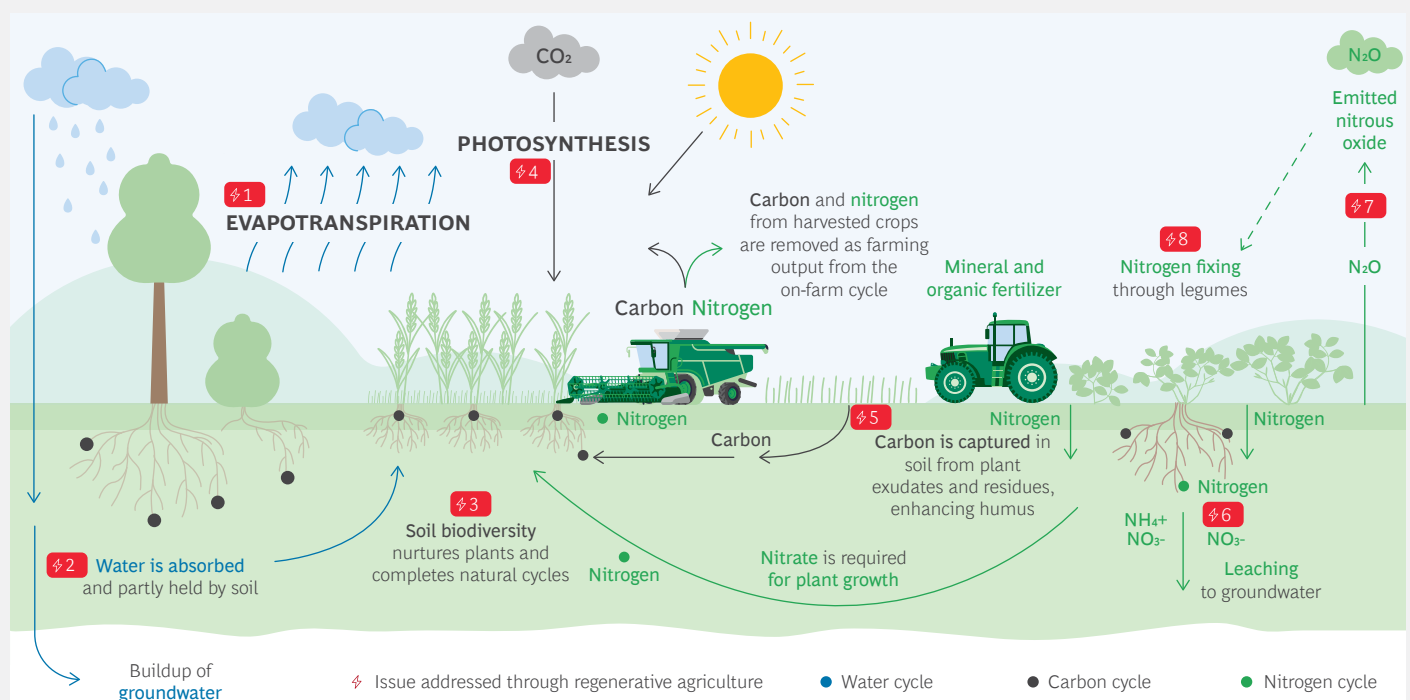 CO₂
PHOTOSYNTHESIS
4
1
EVAPOTRANSPIRATION
Carbon and nitrogen
from harvested crops
are removed as farming
output from the
on-farm cycle
Carbon Nitrogen
Mineral and
organic fertilizer
8
Nitrogen fixing
through legumes
N₂O
Emitted
nitrous
oxide
7
N₂O
Nitrogen
Carbon
5
Carbon is captured in
soil from plant
exudates and residues,
enhancing humus
Nitrogen
Nitrogen
Nitrogen
NH₄+
NO₃-
6
NO₃-
Leaching
to groundwater
2
Water is absorbed
and partly held by soil
3
Soil biodiversity
nurtures plants and
completes natural cycles
Nitrogen
Nitrate is required
for plant growth
Buildup of
groundwater
Issue addressed through regenerative agriculture
Water cycle
Carbon cycle
Nitrogen cycle